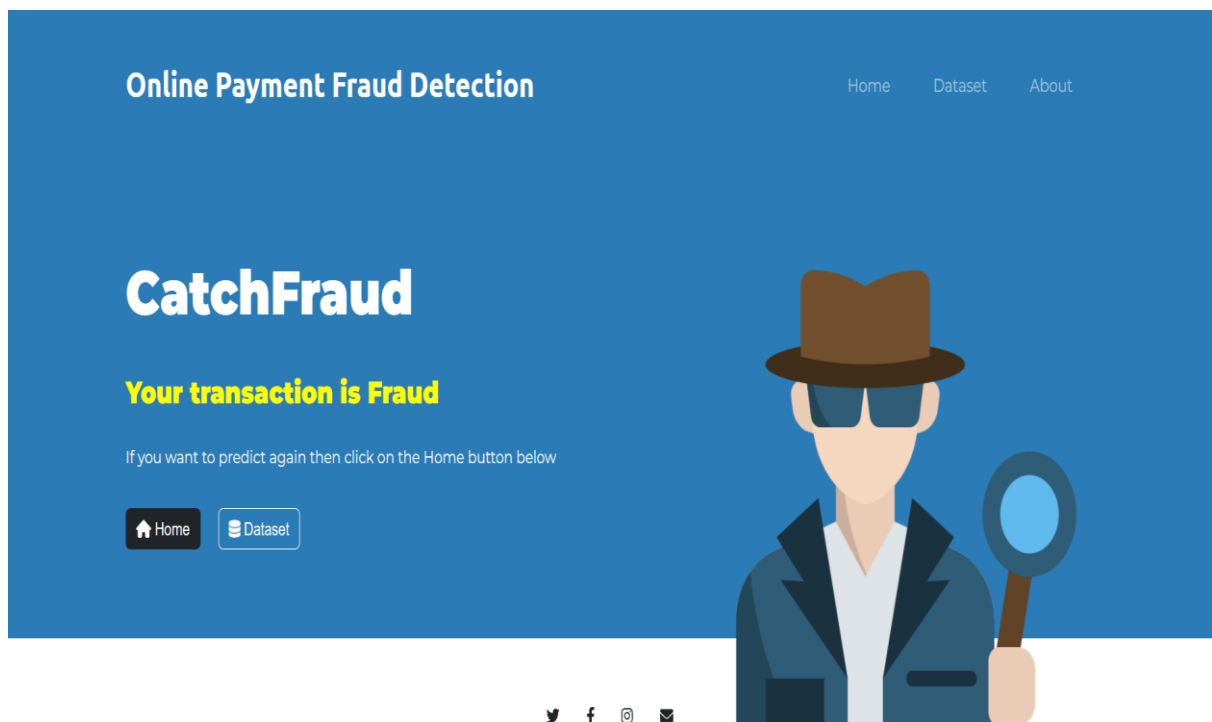 Online Payment Fraud Detection
Home Dataset About
CatchFraud
Your transaction is Fraud
If you want to predict again then click on the Home button below
Home Dataset